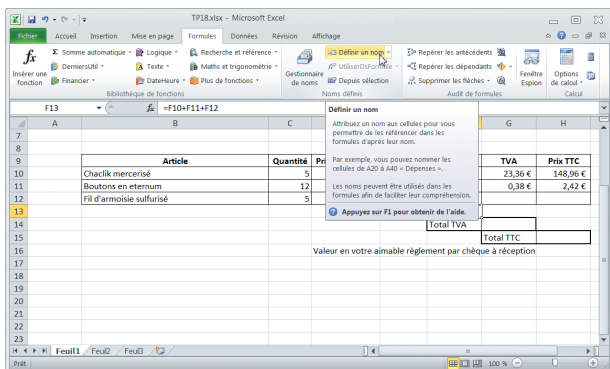 TP18.xlsx - Microsoft Excel
Fichier Accueil Insertion Mise en page Formules Données Révision Affichage
fx Insérer une fonction
Σ Somme automatique Logique Recherche et référence
DerniersUtil Texte Maths et trigonométrie
Financier DateHeure Plus de fonctions
Bibliothèque de fonctions
Gestionnaire de noms
Définir un nom
UtiliserDsFormule
Depuis sélection
Noms définis
Repérer les antécédents
Repérer les dépendants
Supprimer les flèches
Fenêtre Espion
Audit de formules
Options de calcul
Calcul
F13 fx =F10+F11+F12
Définir un nom
Attribuez un nom aux cellules pour vous
permettre de les référencer dans les
formules d'après leur nom.
Par exemple, vous pouvez nommer les
cellules de A20 à A40 « Dépenses ».
Les noms peuvent être utilisés dans les
formules afin de faciliter leur compréhension.
Appuyez sur F1 pour obtenir de l'aide.
A B C G H
7
8
9 Article Quantité TVA Prix TTC
10 Chaclik mercerisé 5 23,36 € 148,96 €
11 Boutons en eternum 12 0,38 € 2,42 €
12 Fil d'armoisie sulfurisé 5
13
14 Total TVA
15 Total TTC
16 Valeur en votre aimable règlement par chèque à réception
17
18
19
20
21
22
23
Feuil1 Feuil2 Feuil3
Prêt 100 %